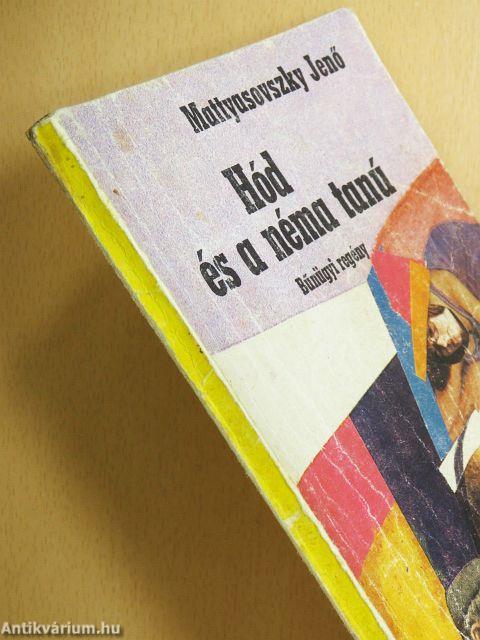 Mattyasovszky Jenő
Hód
és a néma tanú
Bűnügyi regény
Antikvárium.hu